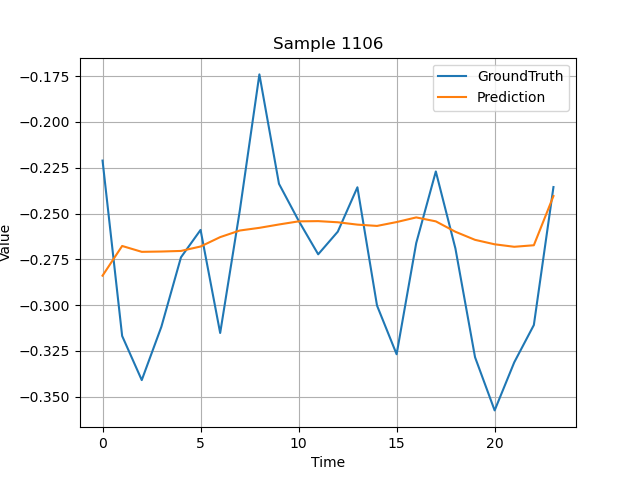 Sample 1106
GroundTruth
Prediction
−0.175
−0.200
−0.225
−0.250
−0.275
−0.300
−0.325
−0.350
Value
0 5 10 15 20
Time